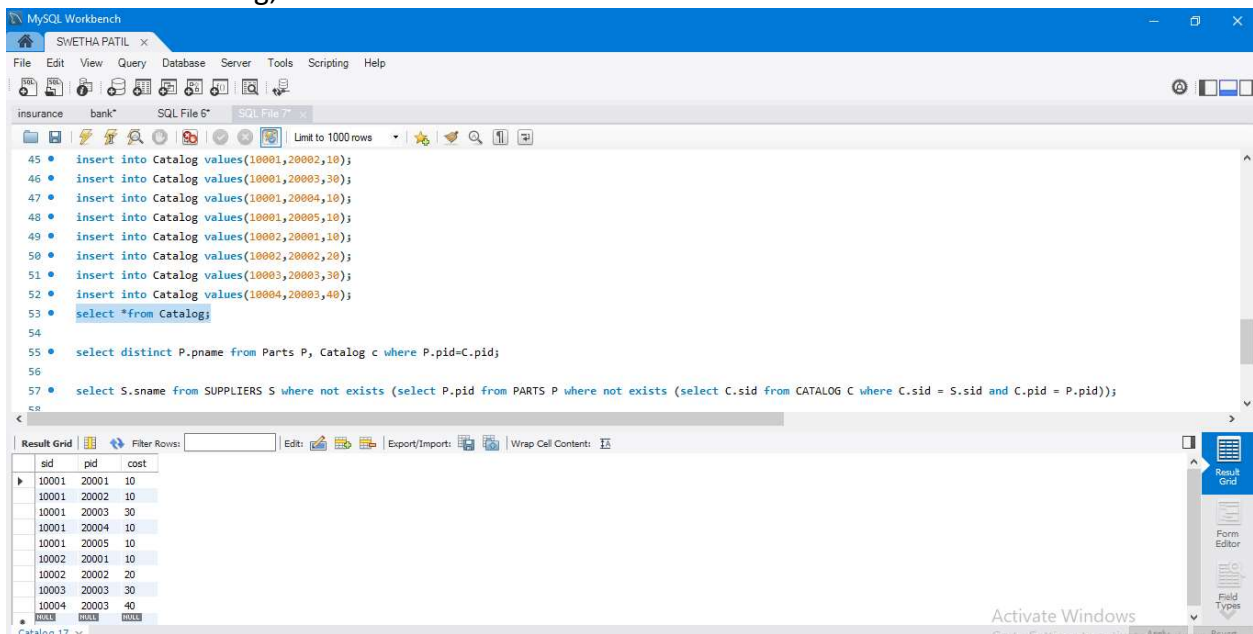 MySQL Workbench
SWETHA PATIL
File Edit View Query Database Server Tools Scripting Help
insurance bank* SQL File 6* SQL File 7*
Limit to 1000 rows
45 insert into Catalog values(10001,20002,10);
46 insert into Catalog values(10001,20003,30);
47 insert into Catalog values(10001,20004,10);
48 insert into Catalog values(10001,20005,10);
49 insert into Catalog values(10002,20001,10);
50 insert into Catalog values(10002,20002,20);
51 insert into Catalog values(10003,20003,30);
52 insert into Catalog values(10004,20003,40);
53 select *from Catalog;
54
55 select distinct P.pname from Parts P, Catalog c where P.pid=C.pid;
56
57 select S.sname from SUPPLIERS S where not exists (select P.pid from PARTS P where not exists (select C.sid from CATALOG C where C.sid = S.sid and C.pid = P.pid));
58
Result Grid Filter Rows: Edit: Export/Import: Wrap Cell Content:
sid pid cost
10001 20001 10
10001 20002 10
10001 20003 30
10001 20004 10
10001 20005 10
10002 20001 10
10002 20002 20
10003 20003 30
10004 20003 40
NULL NULL NULL
Result Grid
Form Editor
Field Types
Activate Windows
Catalog 17
Apply Revert